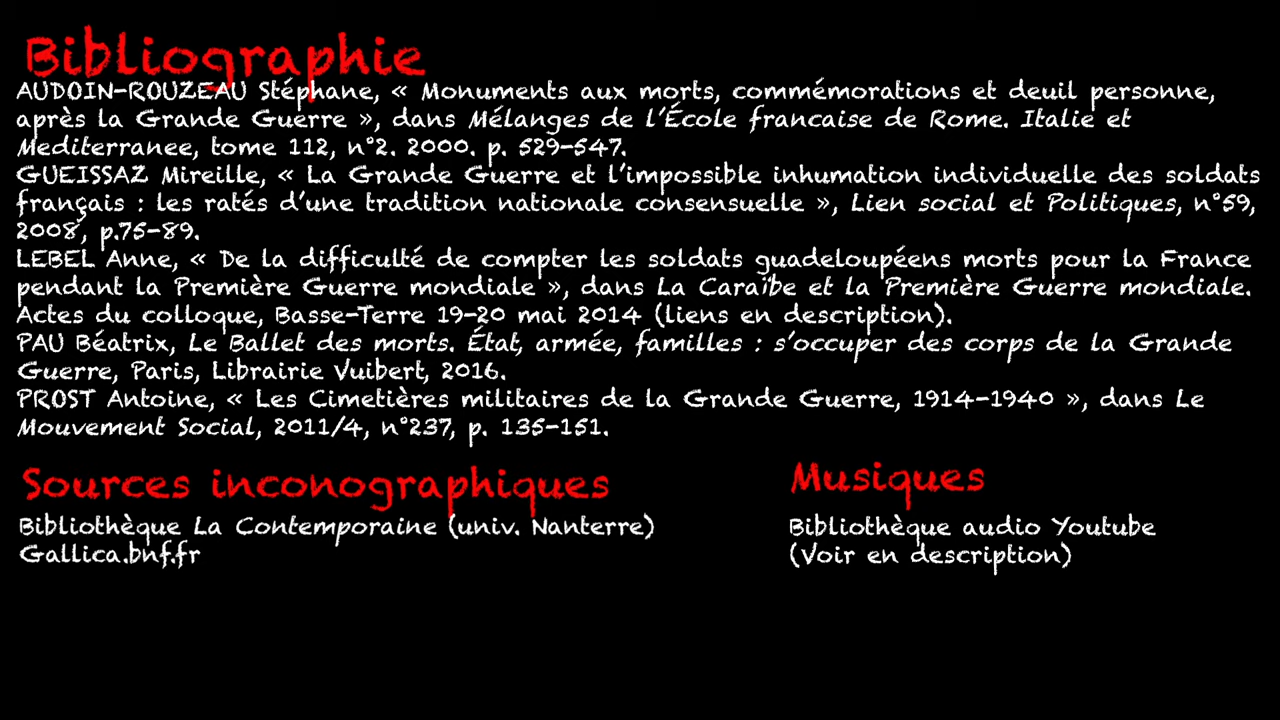 Bibliographie
AUDOIN-ROUZEAU Stéphane, « Monuments aux morts, commémorations et deuil personne,
après la Grande Guerre », dans Mélanges de l'École francaise de Rome. Italie et
Mediterranee, tome 112, n°2. 2000. p. 529-547.
GUEISSAZ Mireille, « La Grande Guerre et l'impossible inhumation individuelle des soldats
français : les ratés d'une tradition nationale consensuelle », Lien social et Politiques, n°59,
2008, p.75-89.
LEBEL Anne, « De la difficulté de compter les soldats guadeloupéens morts pour la France
pendant la Première Guerre mondiale », dans La Caraïbe et la Première Guerre mondiale.
Actes du colloque, Basse-Terre 19-20 mai 2014 (liens en description).
PAU Béatrix, Le Ballet des morts. État, armée, familles : s'occuper des corps de la Grande
Guerre, Paris, Librairie Vuibert, 2016.
PROST Antoine, « Les Cimetières militaires de la Grande Guerre, 1914-1940 », dans Le
Mouvement Social, 2011/4, n°237, p. 135-151.
Sources inconographiques
Bibliothèque La Contemporaine (univ. Nanterre)
Gallica.bnf.fr
Musiques
Bibliothèque audio Youtube
(Voir en description)